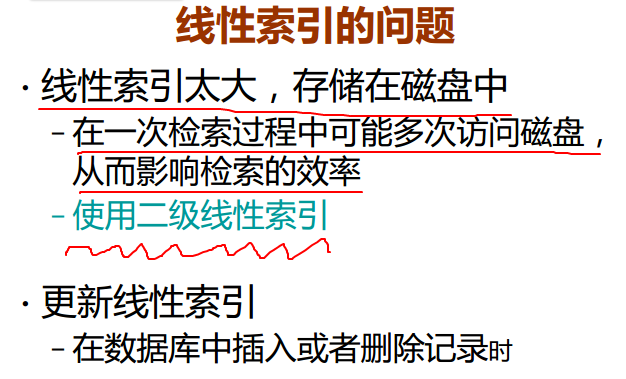 线性索引的问题
• 线性索引太大，存储在磁盘中
– 在一次检索过程中可能多次访问磁盘，
从而影响检索的效率
– 使用二级线性索引
• 更新线性索引
– 在数据库中插入或者删除记录时